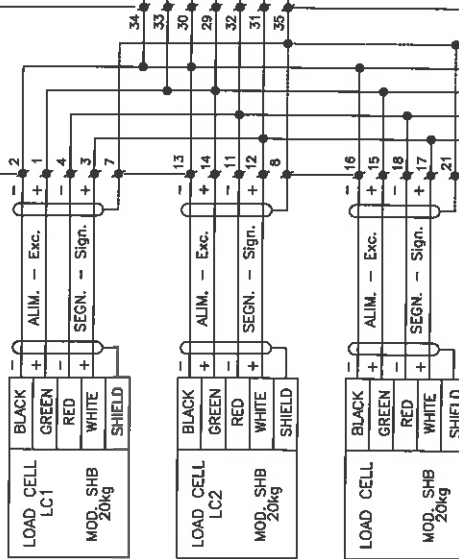 34 33 30 29 32 31 35
- 2
+ 1
- 4
+ 3
7
ALIM. - Exc.
SEGN. - Sign.
- BLACK
+ GREEN
- RED
+ WHITE
SHIELD
LOAD CELL
LC1
MOD. SHB
20kg
- 13
+ 14
- 11
+ 12
8
ALIM. - Exc.
SEGN. - Sign.
- BLACK
+ GREEN
- RED
+ WHITE
SHIELD
LOAD CELL
LC2
MOD. SHB
20kg
- 16
+ 15
- 18
+ 17
21
ALIM. - Exc.
SEGN. - Sign.
- BLACK
+ GREEN
- RED
+ WHITE
SHIELD
LOAD CELL
MOD. SHB
20kg